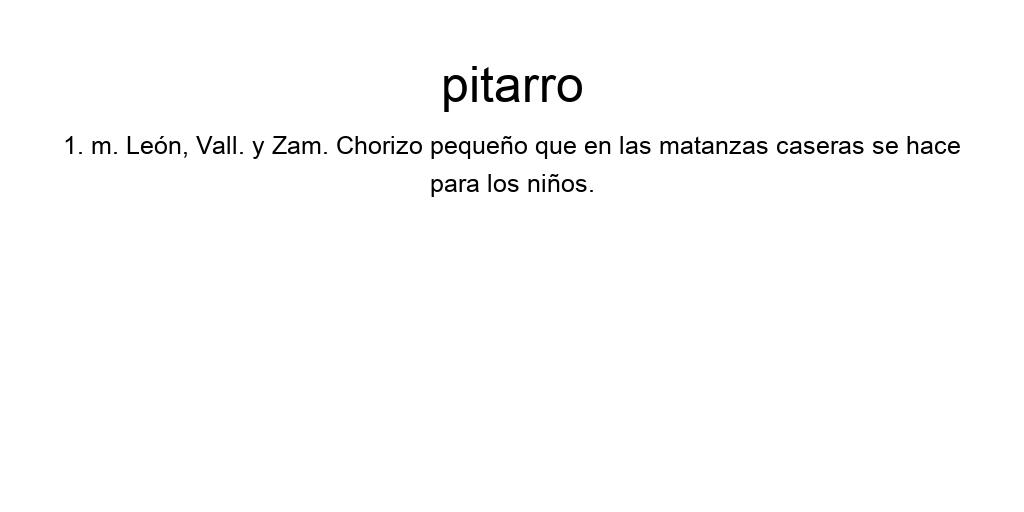 pitarro
1. m. León, Vall. y Zam. Chorizo pequeño que en las matanzas caseras se hace
para los niños.